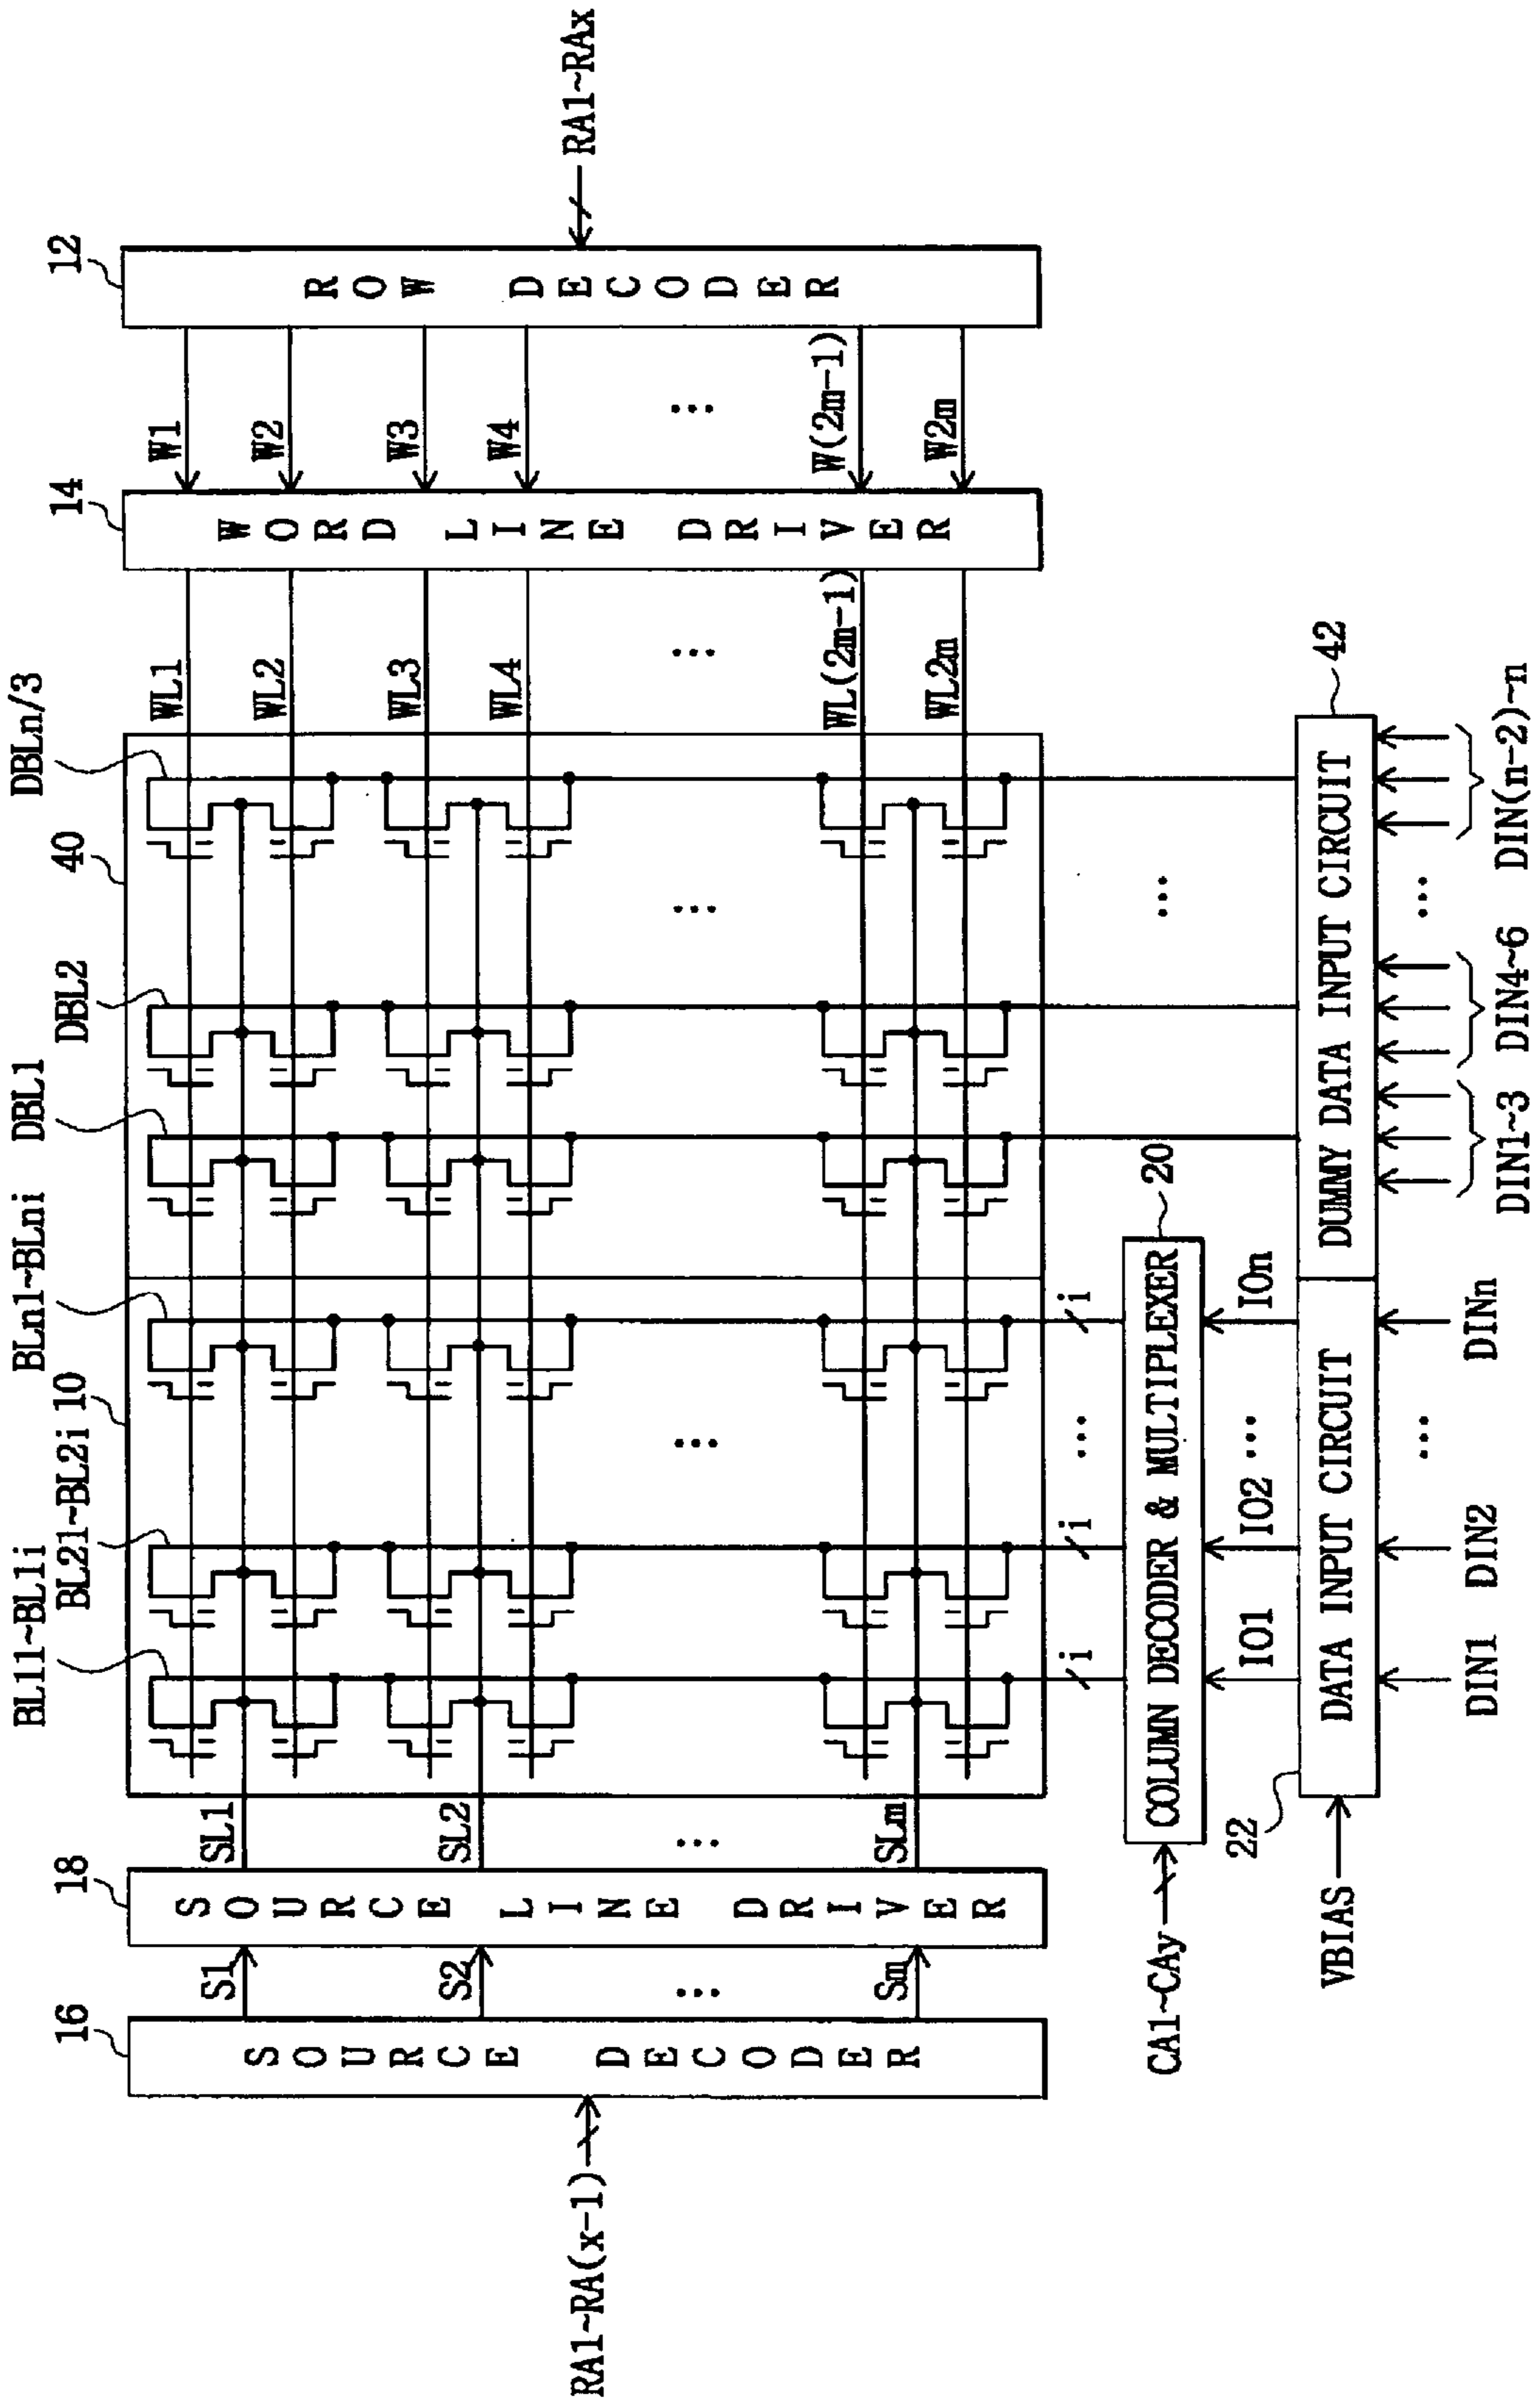 RA1~RA(x-1)
16
SOURCE DECODER
S1
S2
...
Sm
18
SOURCE LINE DRIVER
SL1
SL2
...
SLm
BL11~BL1i
BL21~BL2i
10
BLn1~BLni
DBL1
DBL2
40
DBLn/3
...
...
WL1
WL2
WL3
WL4
...
WL(2m-1)
WL2m
14
WORD LINE DRIVER
W1
W2
W3
W4
...
W(2m-1)
W2m
12
ROW DECODER
RA1~RAx
i
i
...
i
...
CA1~CAy
COLUMN DECODER & MULTIPLEXER
20
IO1
IO2
...
IOn
VBIAS
22
DATA INPUT CIRCUIT
DUMMY DATA INPUT CIRCUIT
42
DIN1
DIN2
...
DINn
DIN1~3
DIN4~6
...
DIN(n-2)~n